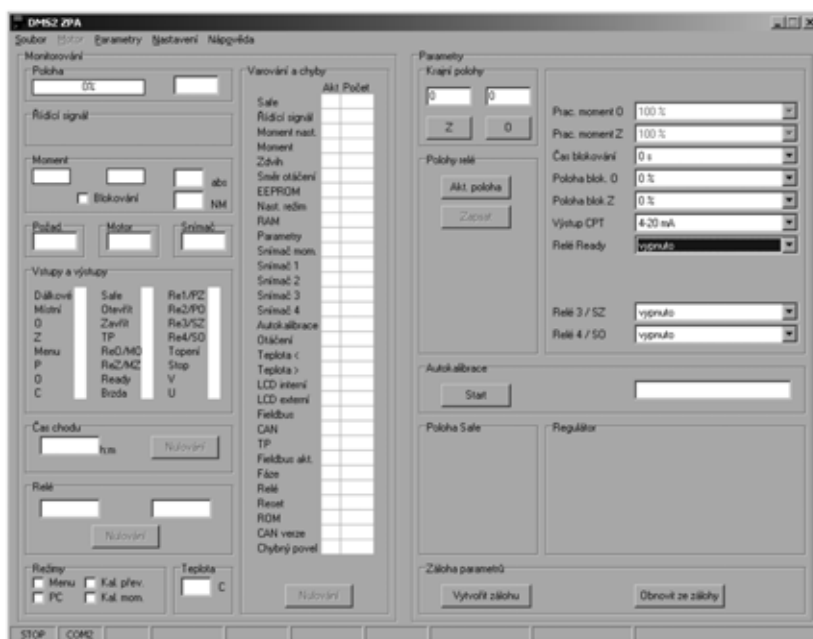 DMS2 ZPA
Soubor Motor Parametry Nastavení Nápověda
Monitorování
Poloha
0%
Řídící signál
Moment
abs
Blokování
NM
Požad. Motor Snímač
Vstupy a výstupy
Dálkové Safe Re1/PZ
Místní Otevřít Re2/PO
O Zavřít Re3/SZ
Z TP Re4/SO
Menu ReO/MO Topení
P ReZ/MZ Stop
O Ready V
C Brzda U
Čas chodu
h:m Nulování
Relé
Nulování
Režimy
Menu Kal. přev.
PC Kal. mom.
Teplota
C
Varování a chyby
Akt Počet
Safe
Řídící signál
Moment nast.
Moment
Zdvih
Směr otáčení
EEPROM
Nast. režim
RAM
Parametry
Snímač mom.
Snímač 1
Snímač 2
Snímač 3
Snímač 4
Autokalibrace
Otáčení
Teplota <
Teplota >
LCD interní
LCD externí
Fieldbus
CAN
TP
Fieldbus akt.
Fáze
Relé
Reset
ROM
CAN verze
Chybný povel
Nulování
Parametry
Krajní polohy
0 0
Z O
Polohy relé
Akt. poloha
Zapsat
Prac. moment O 100 %
Prac. moment Z 100 %
Čas blokování 0 s
Poloha blok. O 0 %
Poloha blok Z 0 %
Výstup CPT 4-20 mA
Relé Ready vypnuto
Relé 3 / SZ vypnuto
Relé 4 / SO vypnuto
Autokalibrace
Start
Poloha Safe Regulátor
Záloha parametrů
Vytvořit zálohu Obnovit ze zálohy
STOP COM2